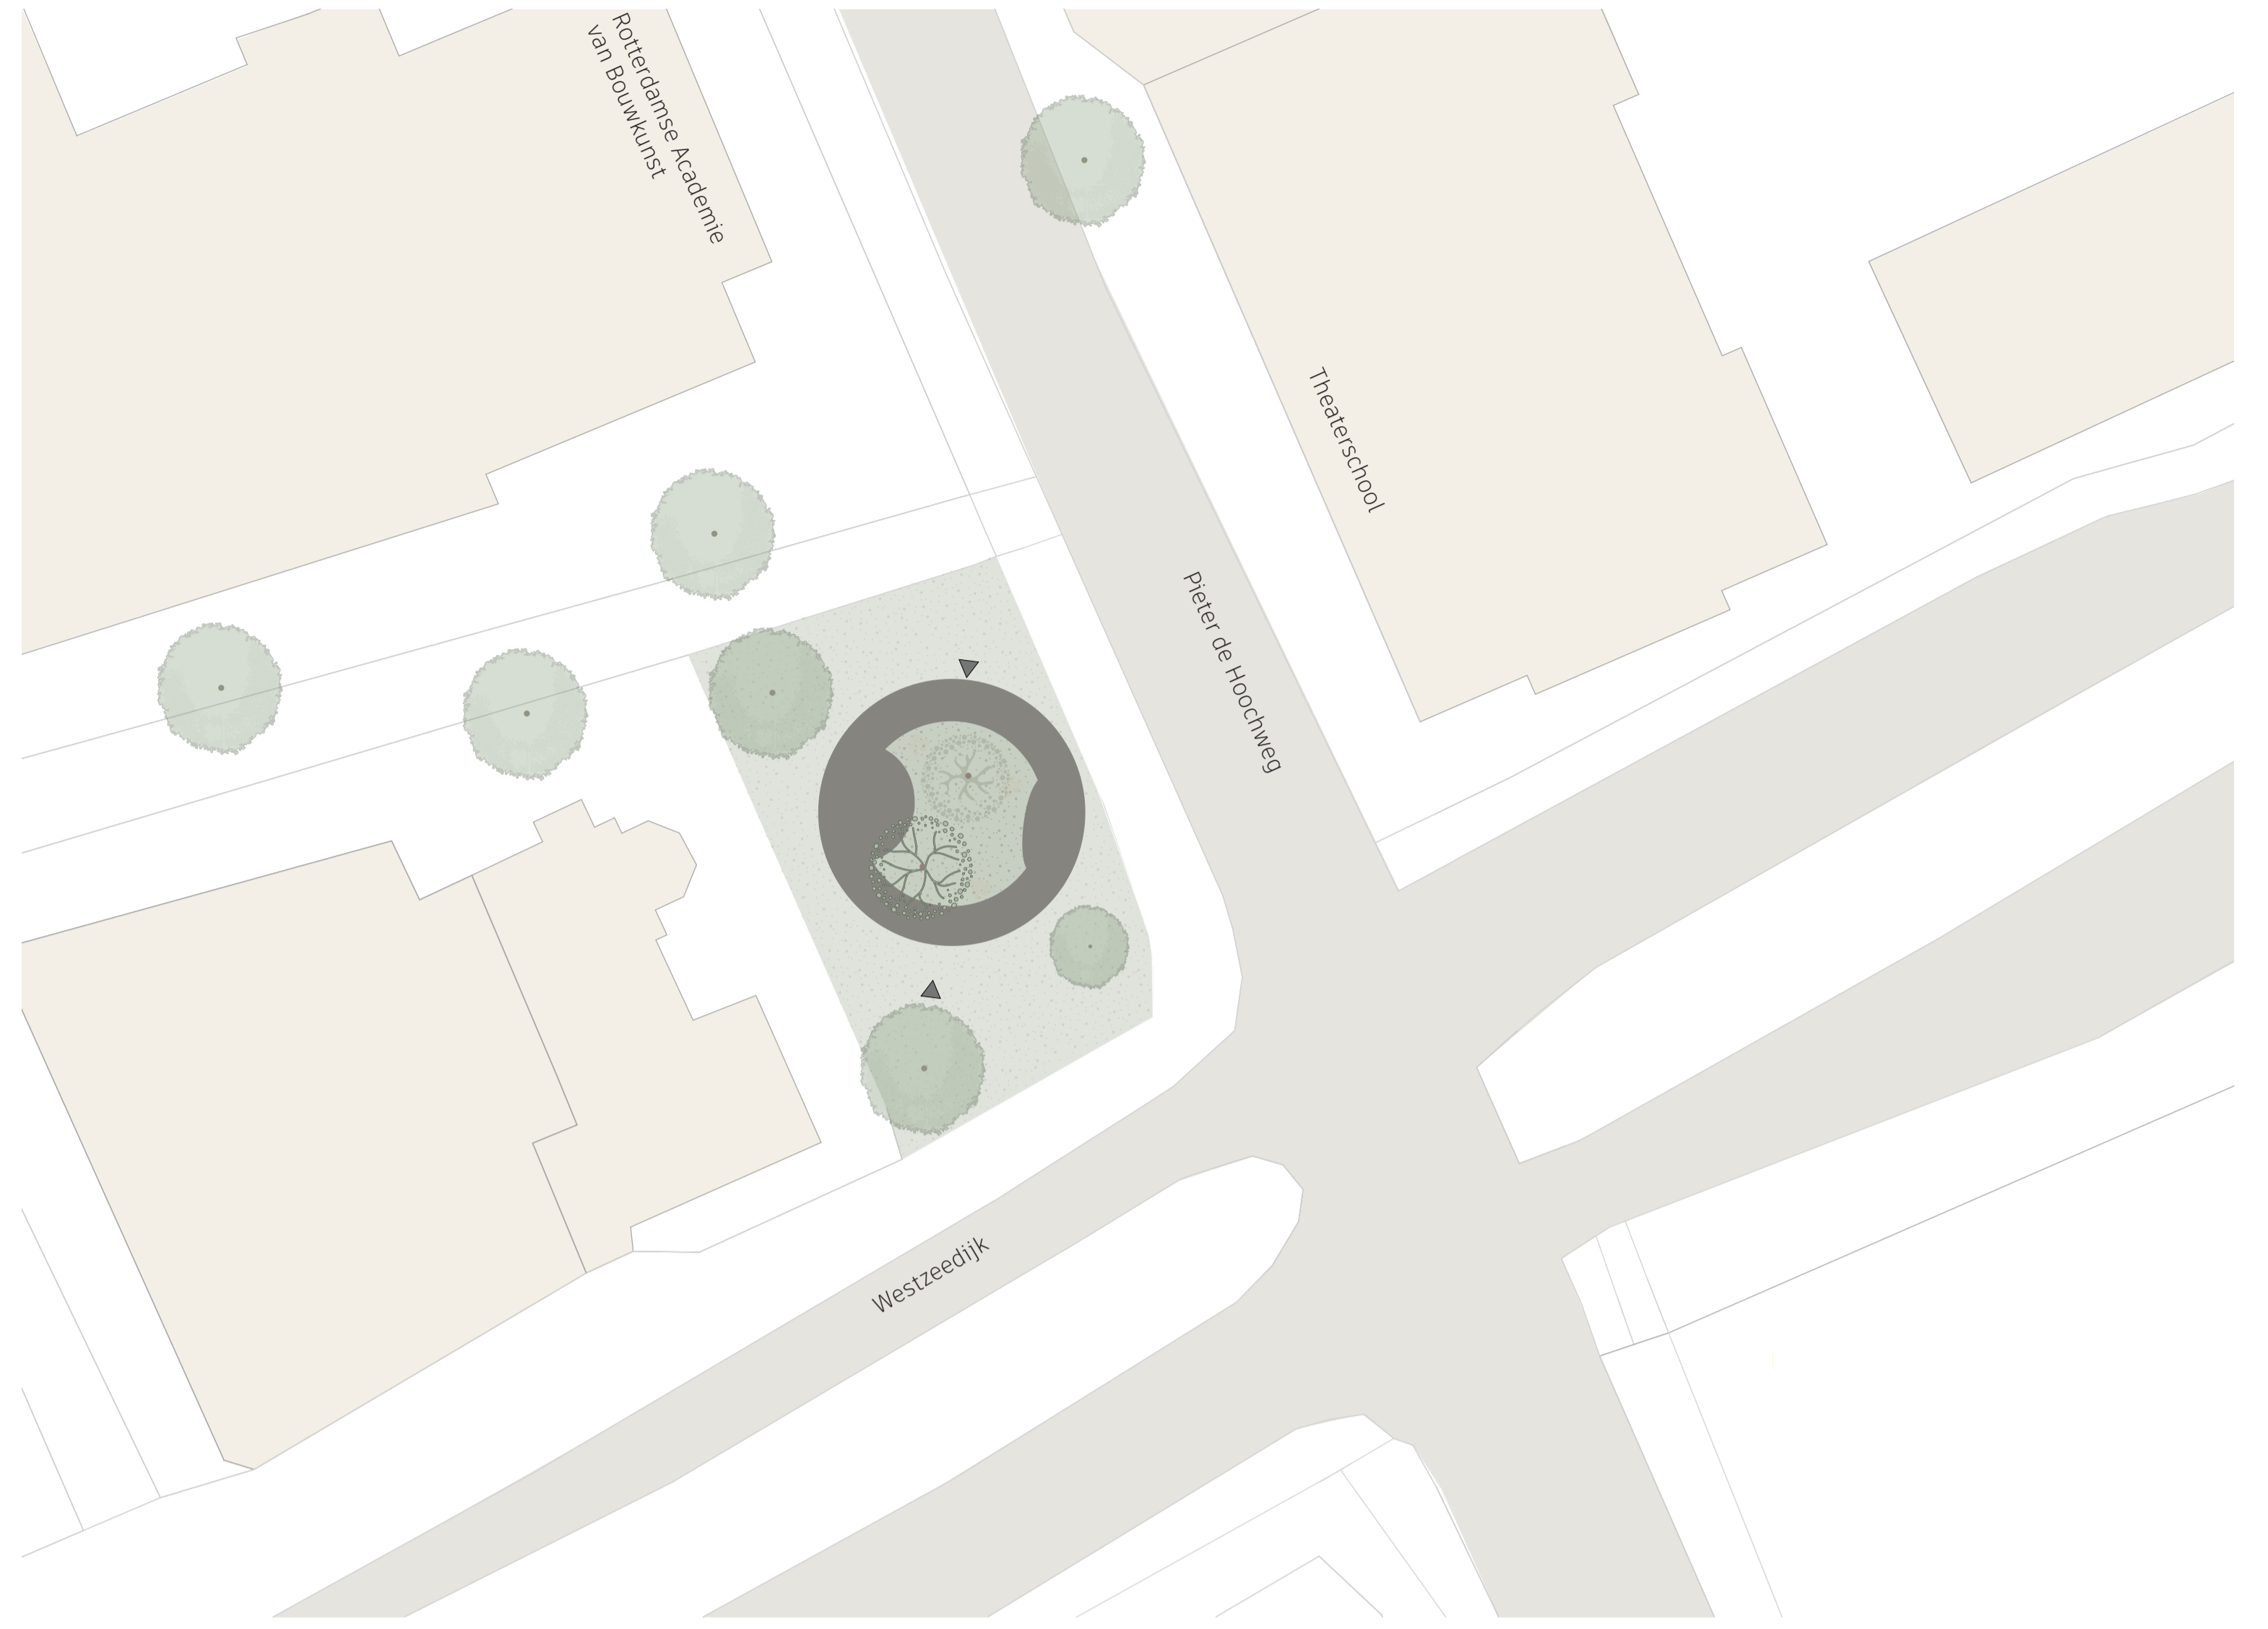 Rotterdamse Academie
van Bouwkunst
Theaterschool
Pieter de Hoochweg
Westzeedijk